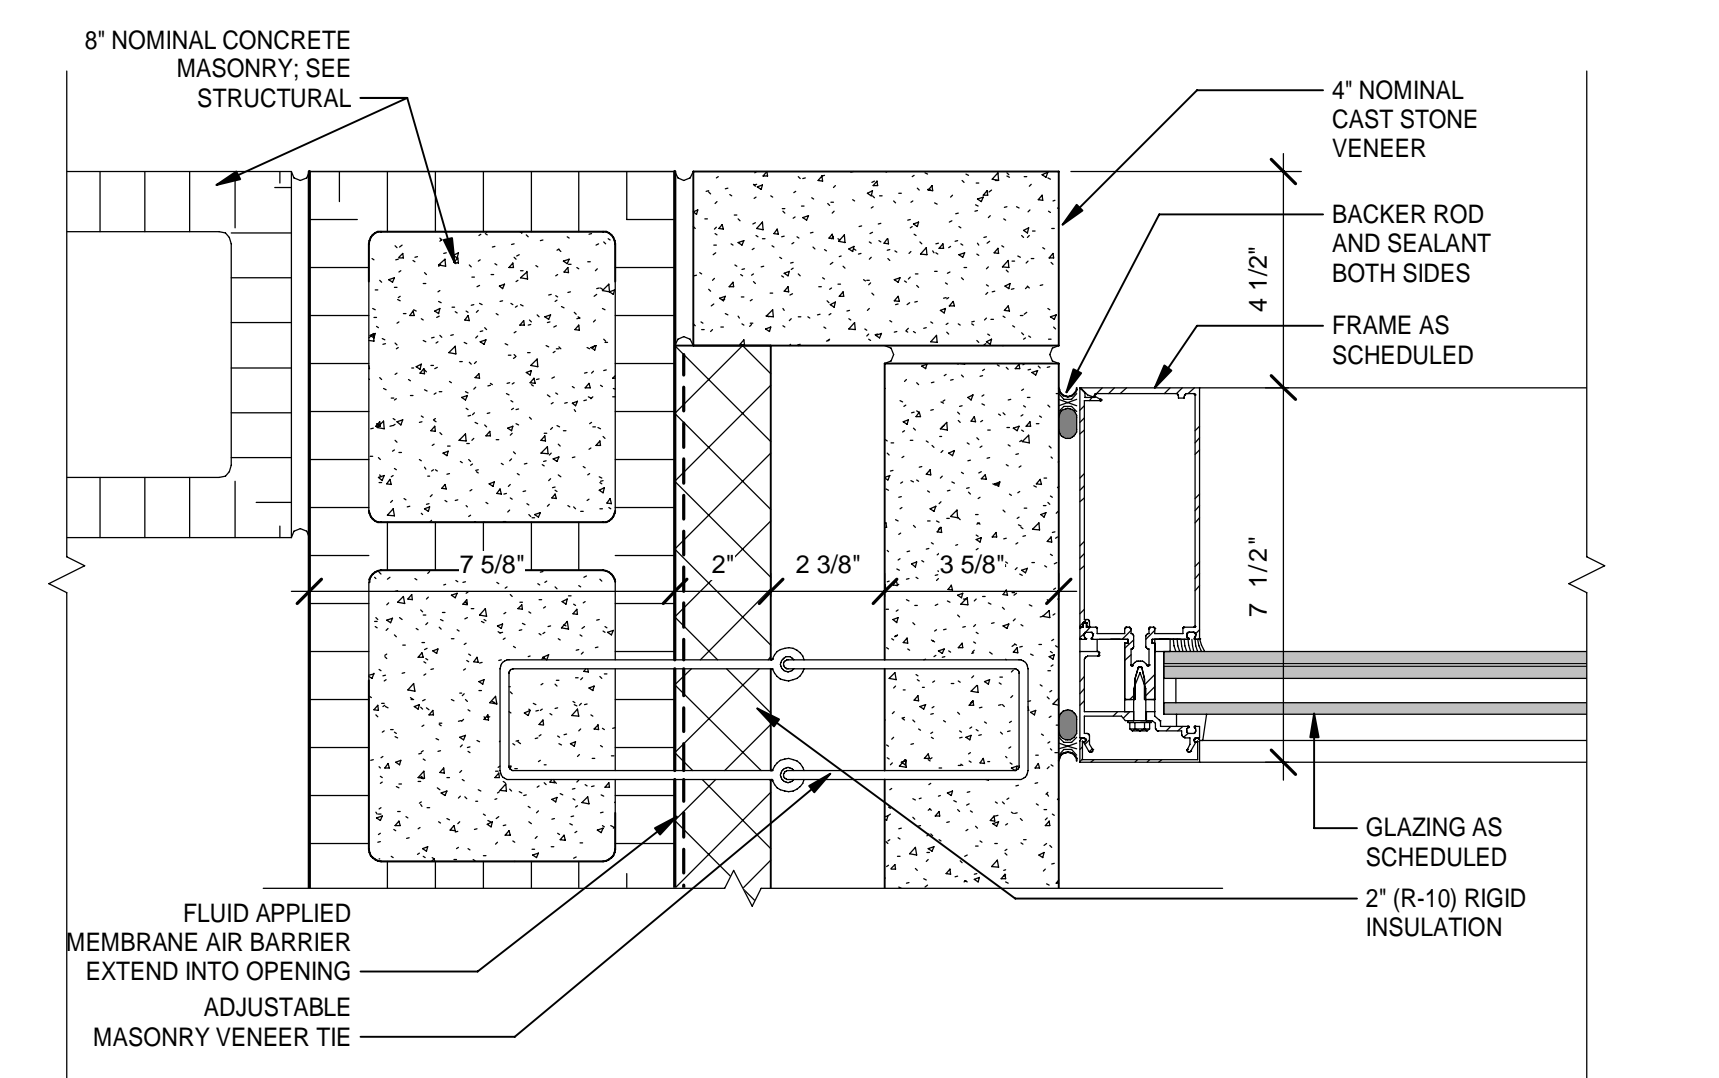 8" NOMINAL CONCRETE
MASONRY; SEE
STRUCTURAL
4" NOMINAL
CAST STONE
VENEER
BACKER ROD
AND SEALANT
BOTH SIDES
4 1/2"
FRAME AS
SCHEDULED
7 5/8"
2"
2 3/8"
3 5/8"
7 1/2"
GLAZING AS
SCHEDULED
2" (R-10) RIGID
INSULATION
FLUID APPLIED
MEMBRANE AIR BARRIER
EXTEND INTO OPENING
ADJUSTABLE
MASONRY VENEER TIE